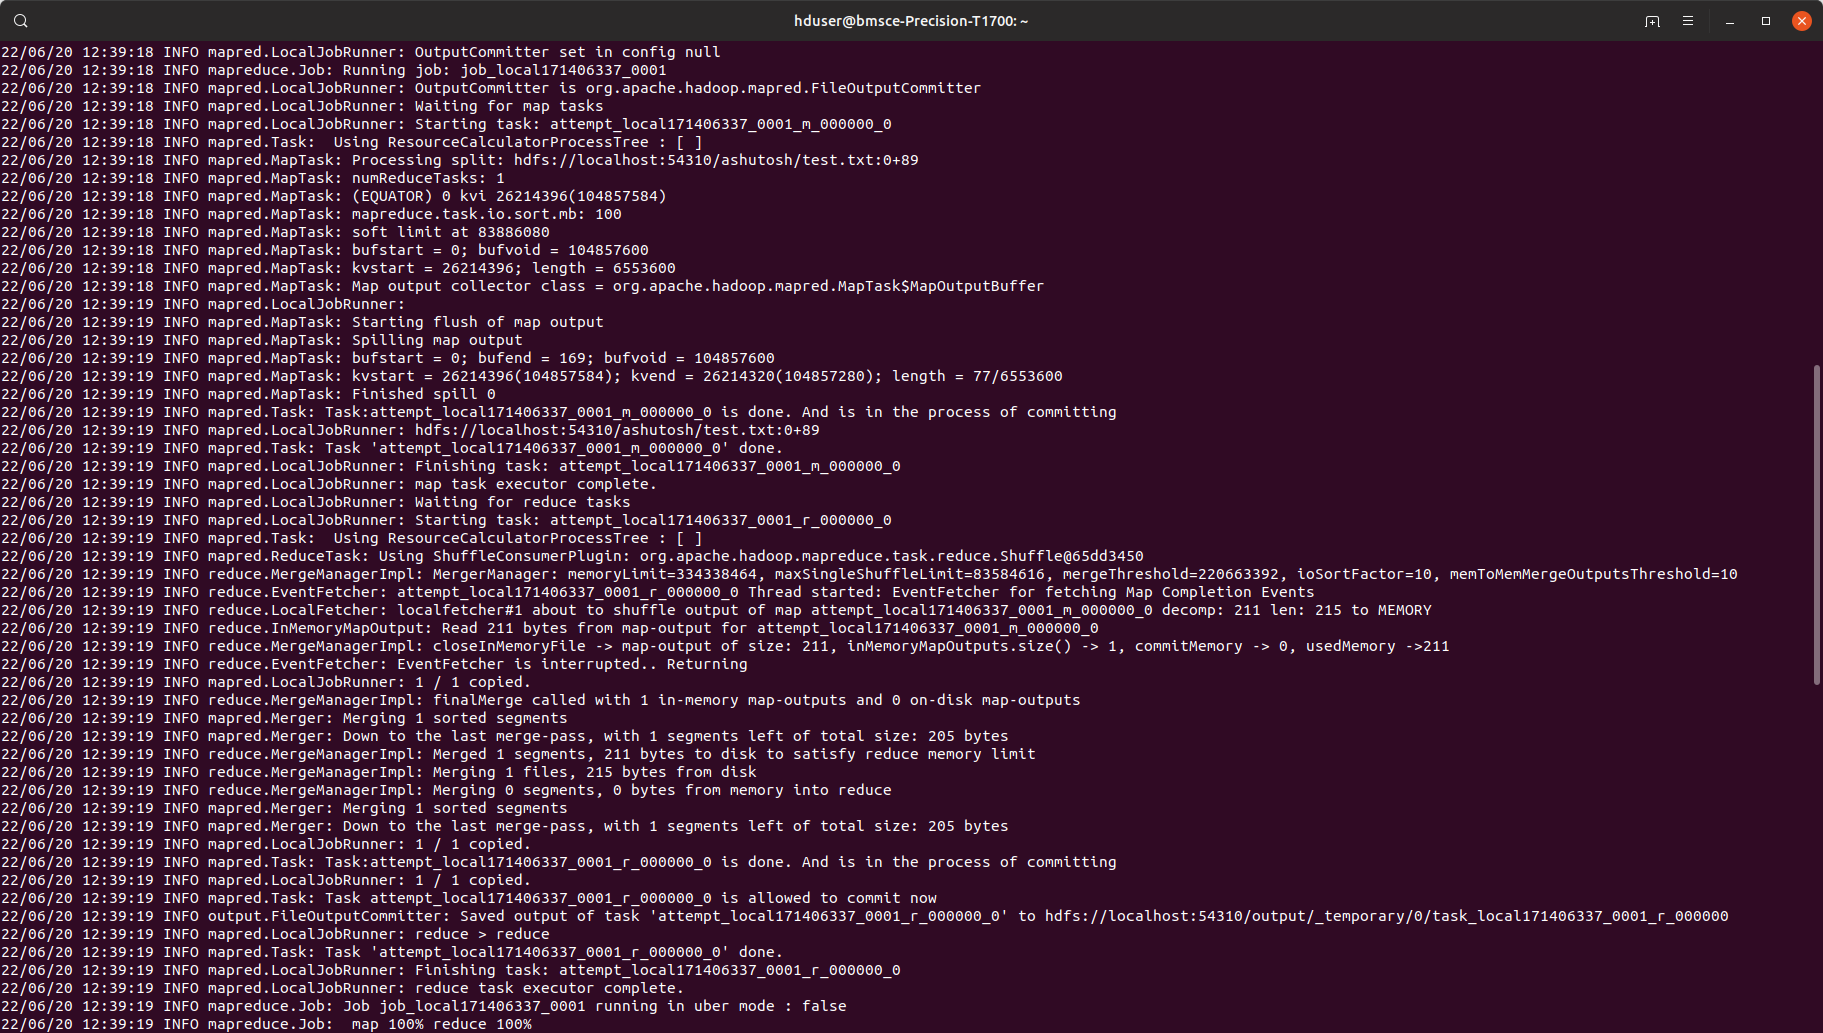 hduser@bmsce-Precision-T1700: ~
22/06/20 12:39:18 INFO mapred.LocalJobRunner: OutputCommitter set in config null
22/06/20 12:39:18 INFO mapreduce.Job: Running job: job_local171406337_0001
22/06/20 12:39:18 INFO mapred.LocalJobRunner: OutputCommitter is org.apache.hadoop.mapred.FileOutputCommitter
22/06/20 12:39:18 INFO mapred.LocalJobRunner: Waiting for map tasks
22/06/20 12:39:18 INFO mapred.LocalJobRunner: Starting task: attempt_local171406337_0001_m_000000_0
22/06/20 12:39:18 INFO mapred.Task:  Using ResourceCalculatorProcessTree : [ ]
22/06/20 12:39:18 INFO mapred.MapTask: Processing split: hdfs://localhost:54310/ashutosh/test.txt:0+89
22/06/20 12:39:18 INFO mapred.MapTask: numReduceTasks: 1
22/06/20 12:39:18 INFO mapred.MapTask: (EQUATOR) 0 kvi 26214396(104857584)
22/06/20 12:39:18 INFO mapred.MapTask: mapreduce.task.io.sort.mb: 100
22/06/20 12:39:18 INFO mapred.MapTask: soft limit at 83886080
22/06/20 12:39:18 INFO mapred.MapTask: bufstart = 0; bufvoid = 104857600
22/06/20 12:39:18 INFO mapred.MapTask: kvstart = 26214396; length = 6553600
22/06/20 12:39:18 INFO mapred.MapTask: Map output collector class = org.apache.hadoop.mapred.MapTask$MapOutputBuffer
22/06/20 12:39:19 INFO mapred.LocalJobRunner:
22/06/20 12:39:19 INFO mapred.MapTask: Starting flush of map output
22/06/20 12:39:19 INFO mapred.MapTask: Spilling map output
22/06/20 12:39:19 INFO mapred.MapTask: bufstart = 0; bufend = 169; bufvoid = 104857600
22/06/20 12:39:19 INFO mapred.MapTask: kvstart = 26214396(104857584); kvend = 26214320(104857280); length = 77/6553600
22/06/20 12:39:19 INFO mapred.MapTask: Finished spill 0
22/06/20 12:39:19 INFO mapred.Task: Task:attempt_local171406337_0001_m_000000_0 is done. And is in the process of committing
22/06/20 12:39:19 INFO mapred.LocalJobRunner: hdfs://localhost:54310/ashutosh/test.txt:0+89
22/06/20 12:39:19 INFO mapred.Task: Task 'attempt_local171406337_0001_m_000000_0' done.
22/06/20 12:39:19 INFO mapred.LocalJobRunner: Finishing task: attempt_local171406337_0001_m_000000_0
22/06/20 12:39:19 INFO mapred.LocalJobRunner: map task executor complete.
22/06/20 12:39:19 INFO mapred.LocalJobRunner: Waiting for reduce tasks
22/06/20 12:39:19 INFO mapred.LocalJobRunner: Starting task: attempt_local171406337_0001_r_000000_0
22/06/20 12:39:19 INFO mapred.Task:  Using ResourceCalculatorProcessTree : [ ]
22/06/20 12:39:19 INFO mapred.ReduceTask: Using ShuffleConsumerPlugin: org.apache.hadoop.mapreduce.task.reduce.Shuffle@65dd3450
22/06/20 12:39:19 INFO reduce.MergeManagerImpl: MergerManager: memoryLimit=334338464, maxSingleShuffleLimit=83584616, mergeThreshold=220663392, ioSortFactor=10, memToMemMergeOutputsThreshold=10
22/06/20 12:39:19 INFO reduce.EventFetcher: attempt_local171406337_0001_r_000000_0 Thread started: EventFetcher for fetching Map Completion Events
22/06/20 12:39:19 INFO reduce.LocalFetcher: localfetcher#1 about to shuffle output of map attempt_local171406337_0001_m_000000_0 decomp: 211 len: 215 to MEMORY
22/06/20 12:39:19 INFO reduce.InMemoryMapOutput: Read 211 bytes from map-output for attempt_local171406337_0001_m_000000_0
22/06/20 12:39:19 INFO reduce.MergeManagerImpl: closeInMemoryFile -> map-output of size: 211, inMemoryMapOutputs.size() -> 1, commitMemory -> 0, usedMemory ->211
22/06/20 12:39:19 INFO reduce.EventFetcher: EventFetcher is interrupted.. Returning
22/06/20 12:39:19 INFO mapred.LocalJobRunner: 1 / 1 copied.
22/06/20 12:39:19 INFO reduce.MergeManagerImpl: finalMerge called with 1 in-memory map-outputs and 0 on-disk map-outputs
22/06/20 12:39:19 INFO mapred.Merger: Merging 1 sorted segments
22/06/20 12:39:19 INFO mapred.Merger: Down to the last merge-pass, with 1 segments left of total size: 205 bytes
22/06/20 12:39:19 INFO reduce.MergeManagerImpl: Merged 1 segments, 211 bytes to disk to satisfy reduce memory limit
22/06/20 12:39:19 INFO reduce.MergeManagerImpl: Merging 1 files, 215 bytes from disk
22/06/20 12:39:19 INFO reduce.MergeManagerImpl: Merging 0 segments, 0 bytes from memory into reduce
22/06/20 12:39:19 INFO mapred.Merger: Merging 1 sorted segments
22/06/20 12:39:19 INFO mapred.Merger: Down to the last merge-pass, with 1 segments left of total size: 205 bytes
22/06/20 12:39:19 INFO mapred.LocalJobRunner: 1 / 1 copied.
22/06/20 12:39:19 INFO mapred.Task: Task:attempt_local171406337_0001_r_000000_0 is done. And is in the process of committing
22/06/20 12:39:19 INFO mapred.LocalJobRunner: 1 / 1 copied.
22/06/20 12:39:19 INFO mapred.Task: Task attempt_local171406337_0001_r_000000_0 is allowed to commit now
22/06/20 12:39:19 INFO output.FileOutputCommitter: Saved output of task 'attempt_local171406337_0001_r_000000_0' to hdfs://localhost:54310/output/_temporary/0/task_local171406337_0001_r_000000
22/06/20 12:39:19 INFO mapred.LocalJobRunner: reduce > reduce
22/06/20 12:39:19 INFO mapred.Task: Task 'attempt_local171406337_0001_r_000000_0' done.
22/06/20 12:39:19 INFO mapred.LocalJobRunner: Finishing task: attempt_local171406337_0001_r_000000_0
22/06/20 12:39:19 INFO mapred.LocalJobRunner: reduce task executor complete.
22/06/20 12:39:19 INFO mapreduce.Job: Job job_local171406337_0001 running in uber mode : false
22/06/20 12:39:19 INFO mapreduce.Job:  map 100% reduce 100%